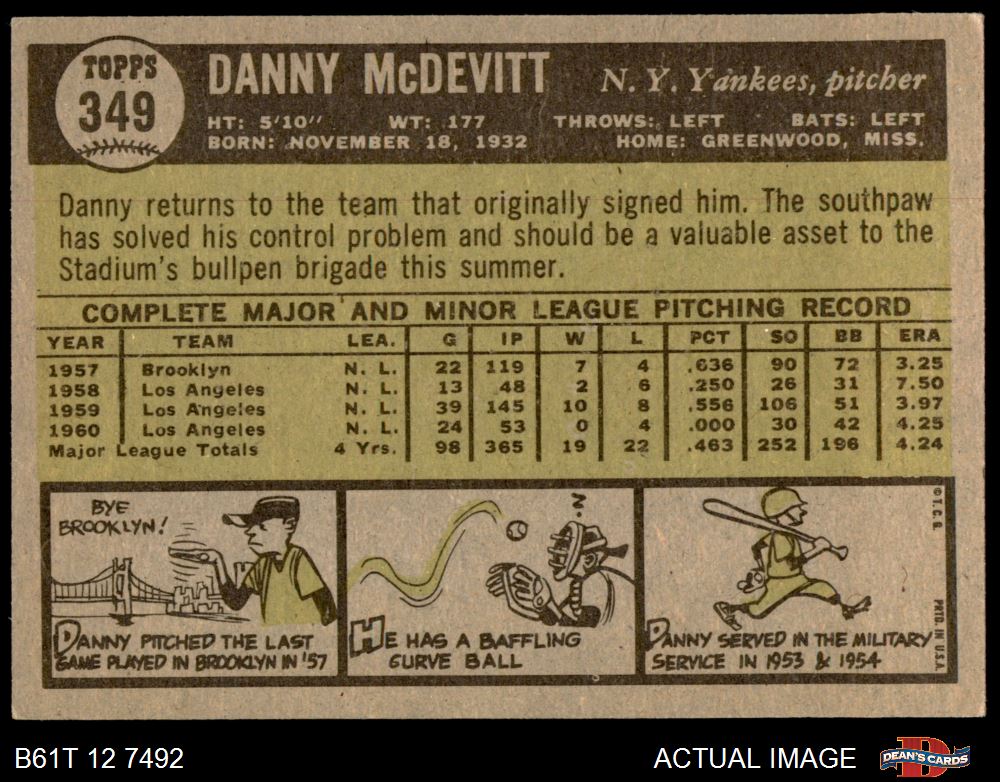 TOPPS
349
DANNY McDEVITT
N. Y. Yankees, pitcher
HT: 5'10" WT: 177 THROWS: LEFT BATS: LEFT
BORN: NOVEMBER 18, 1932 HOME: GREENWOOD, MISS.
Danny returns to the team that originally signed him. The southpaw
has solved his control problem and should be a valuable asset to the
Stadium's bullpen brigade this summer.
COMPLETE MAJOR AND MINOR LEAGUE PITCHING RECORD
YEAR TEAM LEA. G IP W L PCT SO BB ERA
1957 Brooklyn N. L. 22 119 7 4 .636 90 72 3.25
1958 Los Angeles N. L. 13 48 2 6 .250 26 31 7.50
1959 Los Angeles N. L. 39 145 10 8 .556 106 51 3.97
1960 Los Angeles N. L. 24 53 0 4 .000 30 42 4.25
Major League Totals 4 Yrs. 98 365 19 22 .463 252 196 4.24
BYE
BROOKLYN!
DANNY PITCHED THE LAST
GAME PLAYED IN BROOKLYN IN '57
HE HAS A BAFFLING
CURVE BALL
DANNY SERVED IN THE MILITARY
SERVICE IN 1953 & 1954
© T. C. G.
PRTD. IN U.S.A.
B61T 12 7492
ACTUAL IMAGE
DEAN'S CARDS